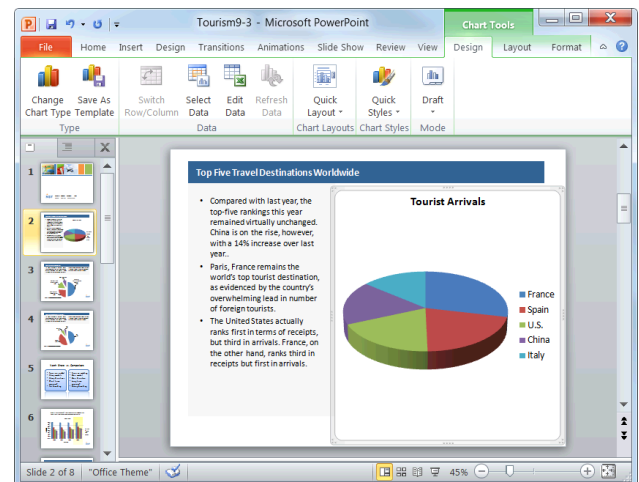 Tourism9-3 - Microsoft PowerPoint
Chart Tools
File Home Insert Design Transitions Animations Slide Show Review View Design Layout Format
Change Chart Type
Save As Template
Switch Row/Column
Select Data
Edit Data
Refresh Data
Quick Layout
Quick Styles
Draft
Type
Data
Chart Layouts
Chart Styles
Mode
1
2
3
4
5
6
Top Five Travel Destinations Worldwide
• Compared with last year, the
top-five rankings this year
remained virtually unchanged.
China is on the rise, however,
with a 14% increase over last
year..
• Paris, France remains the
world's top tourist destination,
as evidenced by the country's
overwhelming lead in number
of foreign tourists.
• The United States actually
ranks first in terms of receipts,
but third in arrivals. France, on
the other hand, ranks third in
receipts but first in arrivals.
Tourist Arrivals
France
Spain
U.S.
China
Italy
Slide 2 of 8
"Office Theme"
45%